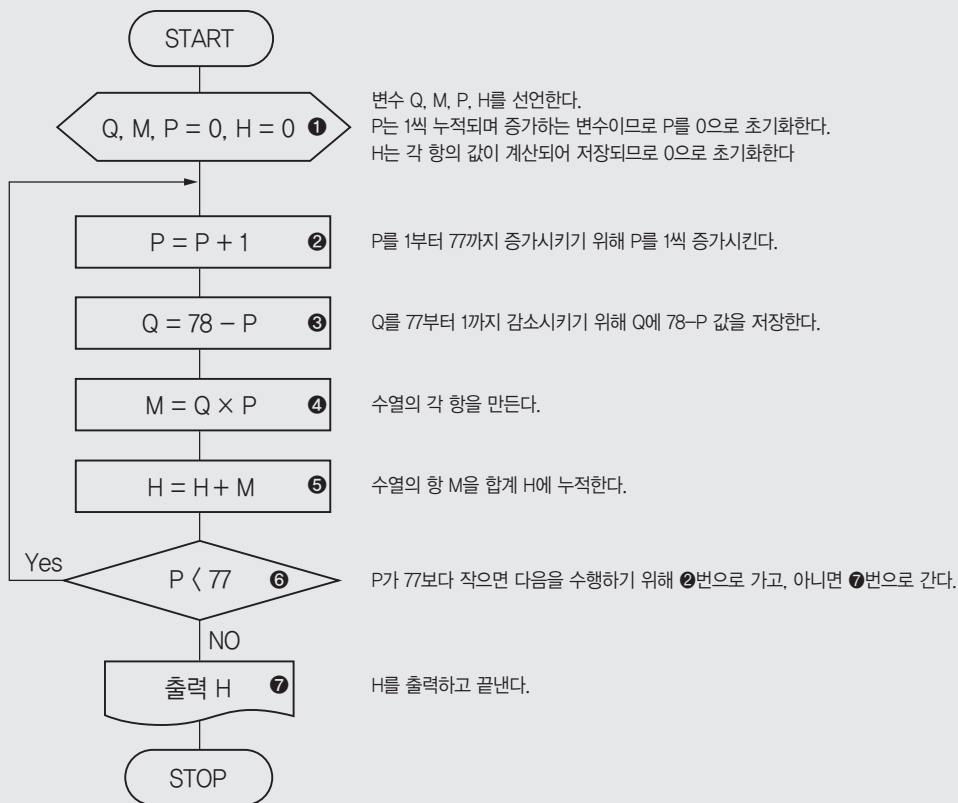 START
Q, M, P = 0, H = 0 ❶
변수 Q, M, P, H를 선언한다.
P는 1씩 누적되며 증가하는 변수이므로 P를 0으로 초기화한다.
H는 각 항의 값이 계산되어 저장되므로 0으로 초기화한다
P = P + 1 ❷
P를 1부터 77까지 증가시키기 위해 P를 1씩 증가시킨다.
Q = 78 − P ❸
Q를 77부터 1까지 감소시키기 위해 Q에 78−P 값을 저장한다.
M = Q × P ❹
수열의 각 항을 만든다.
H = H + M ❺
수열의 항 M을 합계 H에 누적한다.
Yes
P〈 77 ❻
P가 77보다 작으면 다음을 수행하기 위해 ❷번으로 가고, 아니면 ❼번으로 간다.
NO
출력 H ❼
H를 출력하고 끝낸다.
STOP